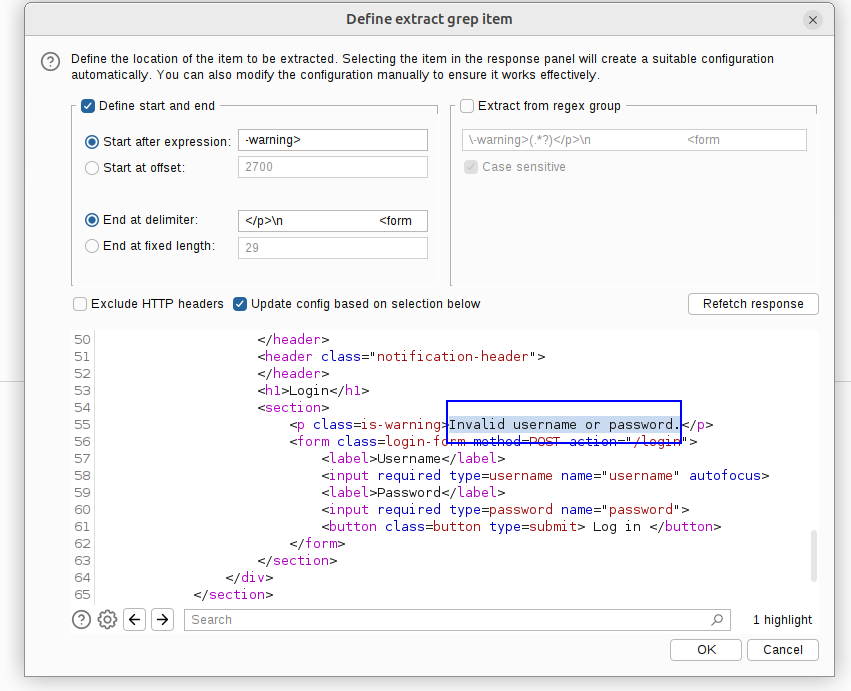 Define extract grep item
Define the location of the item to be extracted. Selecting the item in the response panel will create a suitable configuration
automatically. You can also modify the configuration manually to ensure it works effectively.
Define start and end
Start after expression: -warning>
Start at offset: 2700
End at delimiter: </p>\n <form
End at fixed length: 29
Extract from regex group
\-warning>(.*?)</p>\n <form
Case sensitive
Exclude HTTP headers Update config based on selection below Refetch response
50 </header>
51 <header class="notification-header">
52 </header>
53 <h1>Login</h1>
54 <section>
55 <p class=is-warning>Invalid username or password.</p>
56 <form class=login-form method=POST action="/login">
57 <label>Username</label>
58 <input required type=username name="username" autofocus>
59 <label>Password</label>
60 <input required type=password name="password">
61 <button class=button type=submit> Log in </button>
62 </form>
63 </section>
64 </div>
65 </section>
Search 1 highlight
OK Cancel